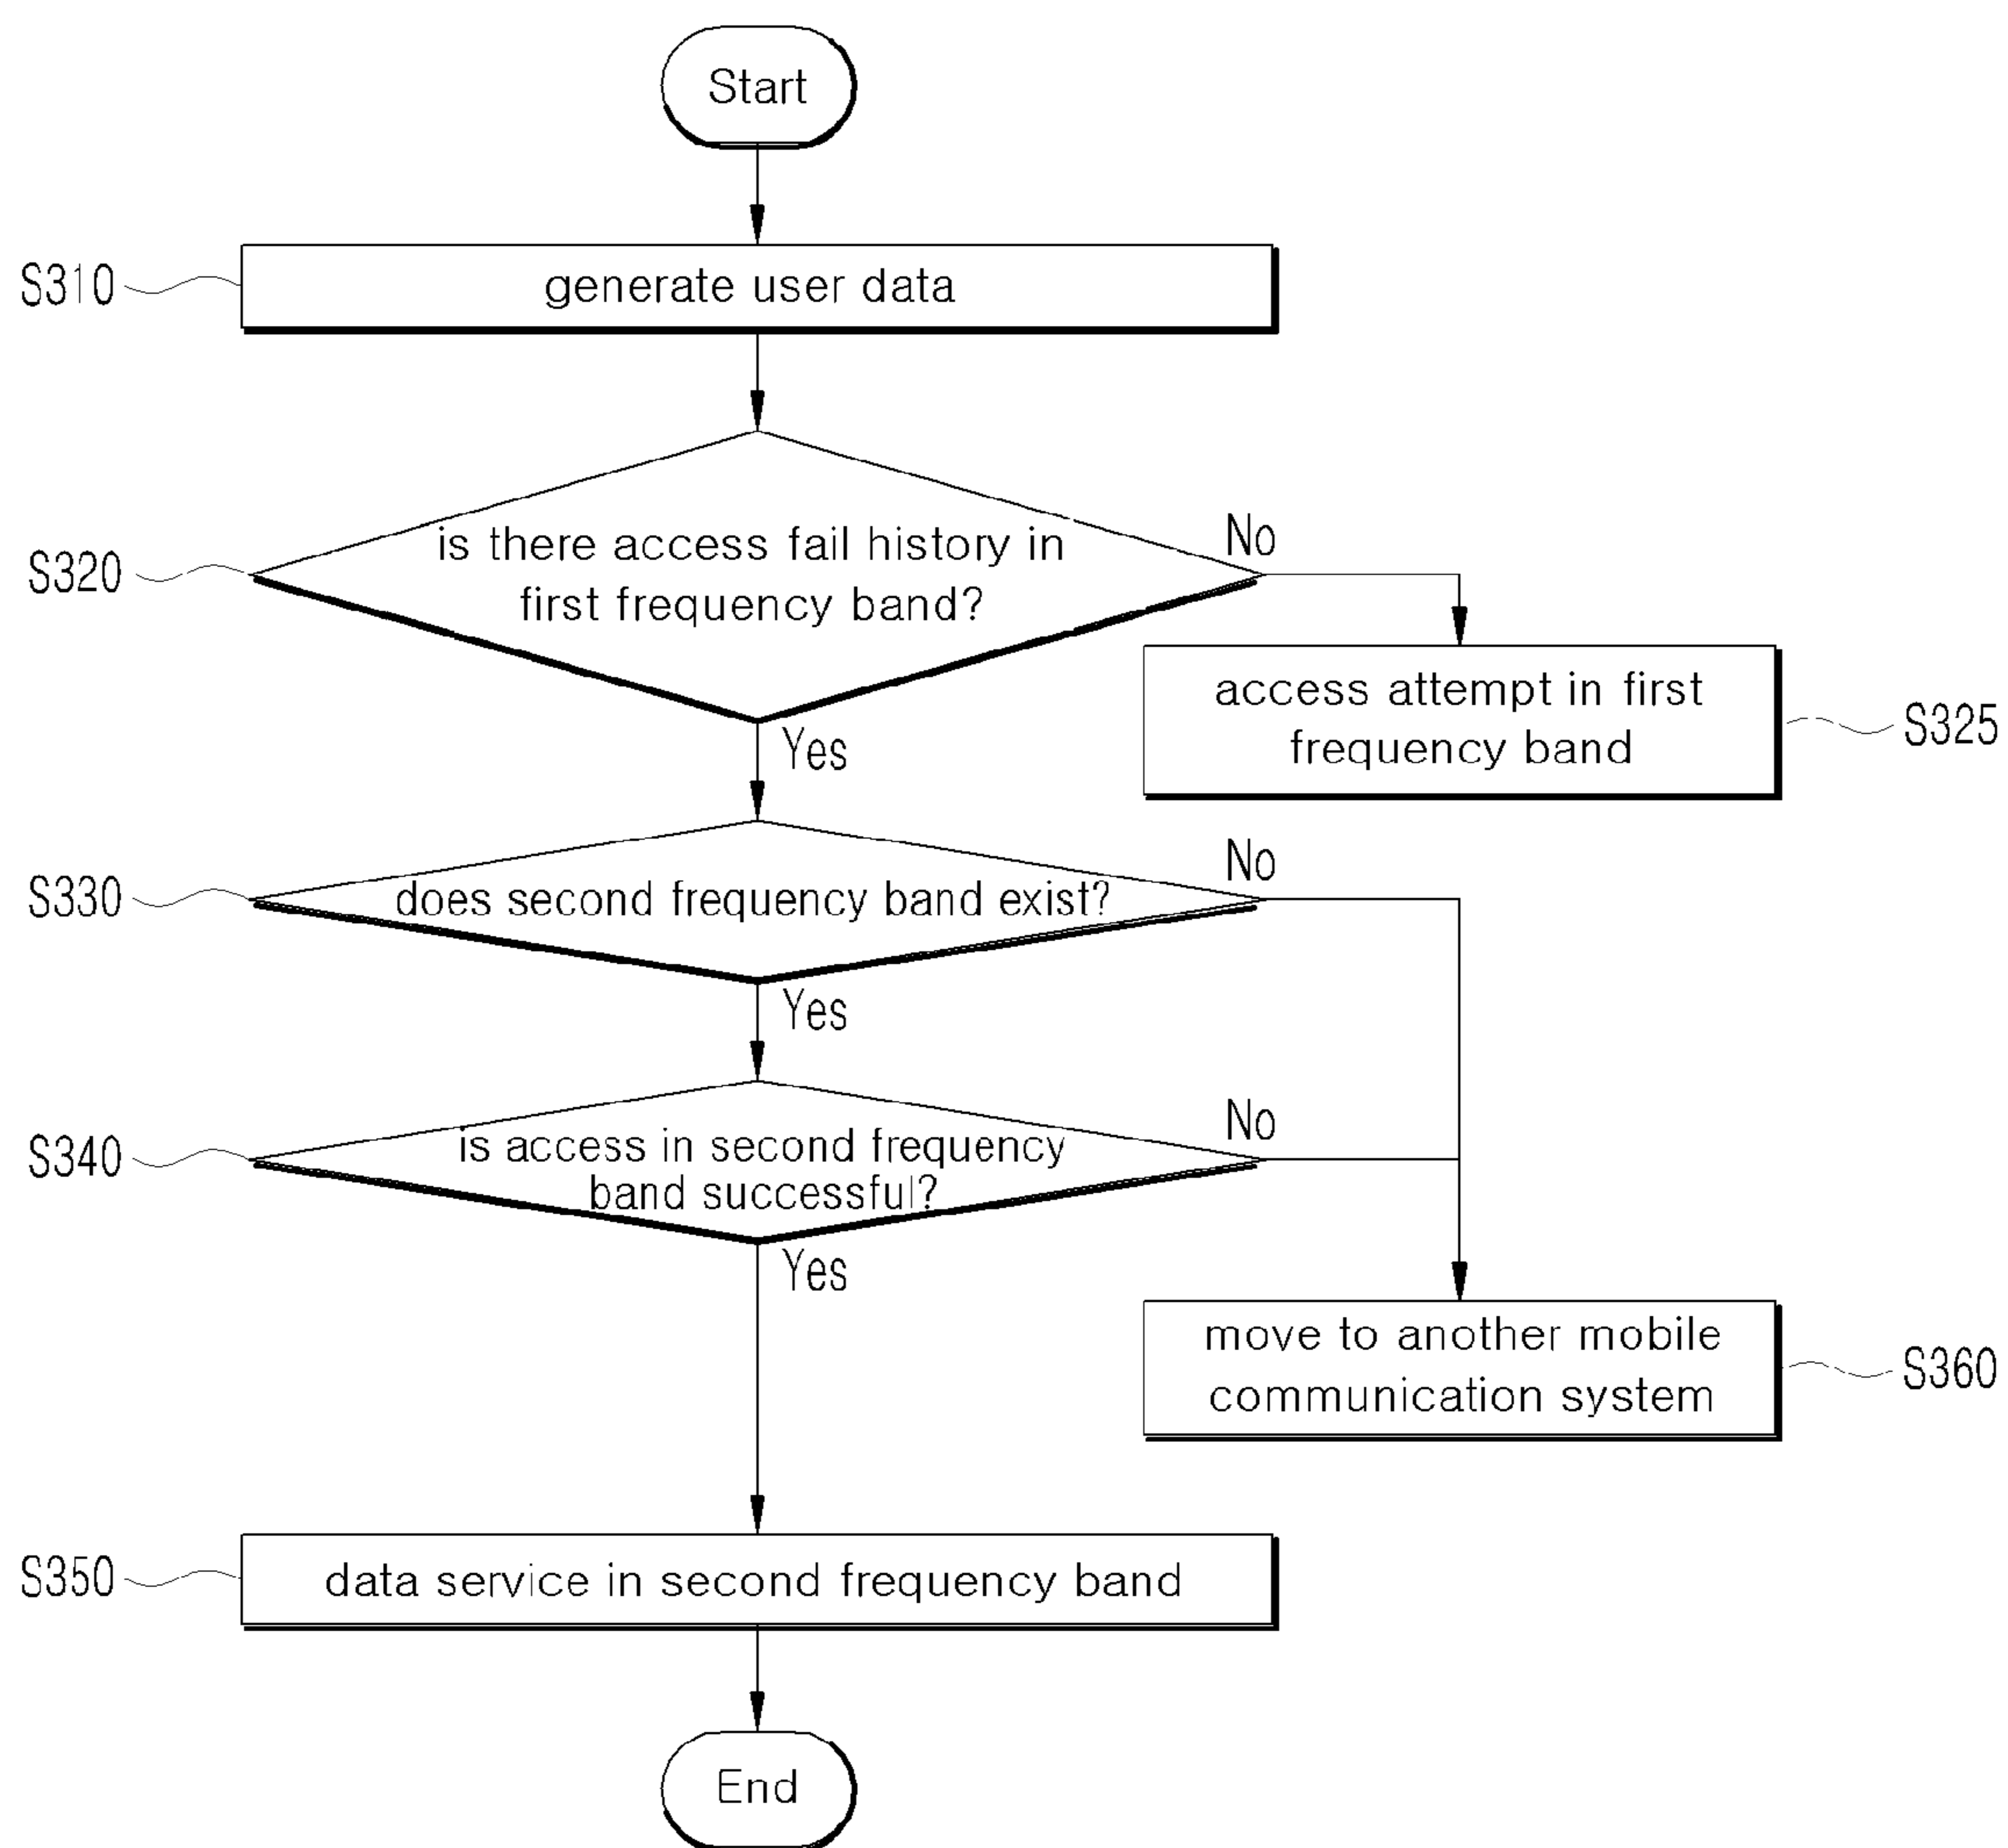 Start
S310
generate user data
S320
is there access fail history in
first frequency band?
No
access attempt in first
frequency band
S325
Yes
S330
does second frequency band exist?
No
Yes
S340
is access in second frequency
band successful?
No
Yes
move to another mobile
communication system
S360
S350
data service in second frequency band
End